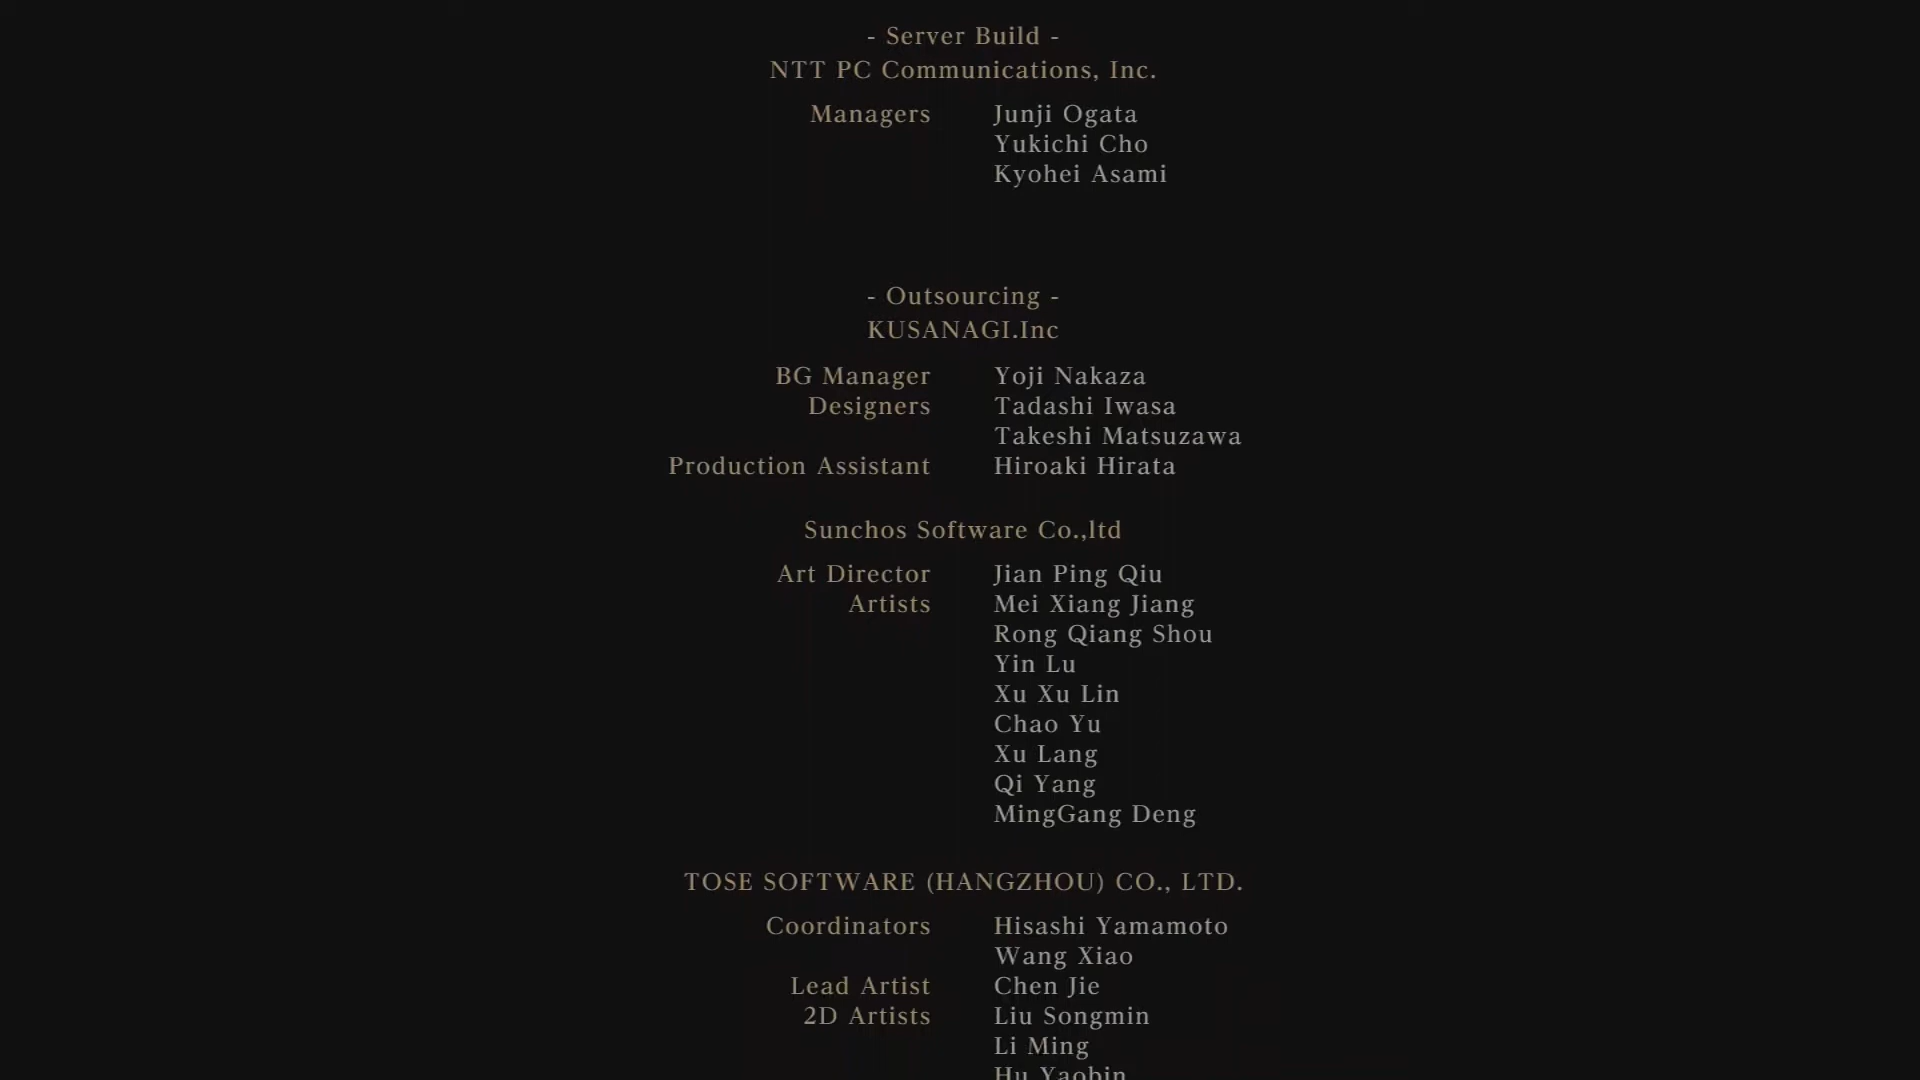 - Server Build -
NTT PC Communications, Inc.
Managers Junji Ogata
Yukichi Cho
Kyohei Asami
- Outsourcing -
KUSANAGI.Inc
BG Manager Yoji Nakaza
Designers Tadashi Iwasa
Takeshi Matsuzawa
Production Assistant Hiroaki Hirata
Sunchos Software Co.,ltd
Art Director Jian Ping Qiu
Artists Mei Xiang Jiang
Rong Qiang Shou
Yin Lu
Xu Xu Lin
Chao Yu
Xu Lang
Qi Yang
MingGang Deng
TOSE SOFTWARE (HANGZHOU) CO., LTD.
Coordinators Hisashi Yamamoto
Wang Xiao
Lead Artist Chen Jie
2D Artists Liu Songmin
Li Ming
Hu Yaobin